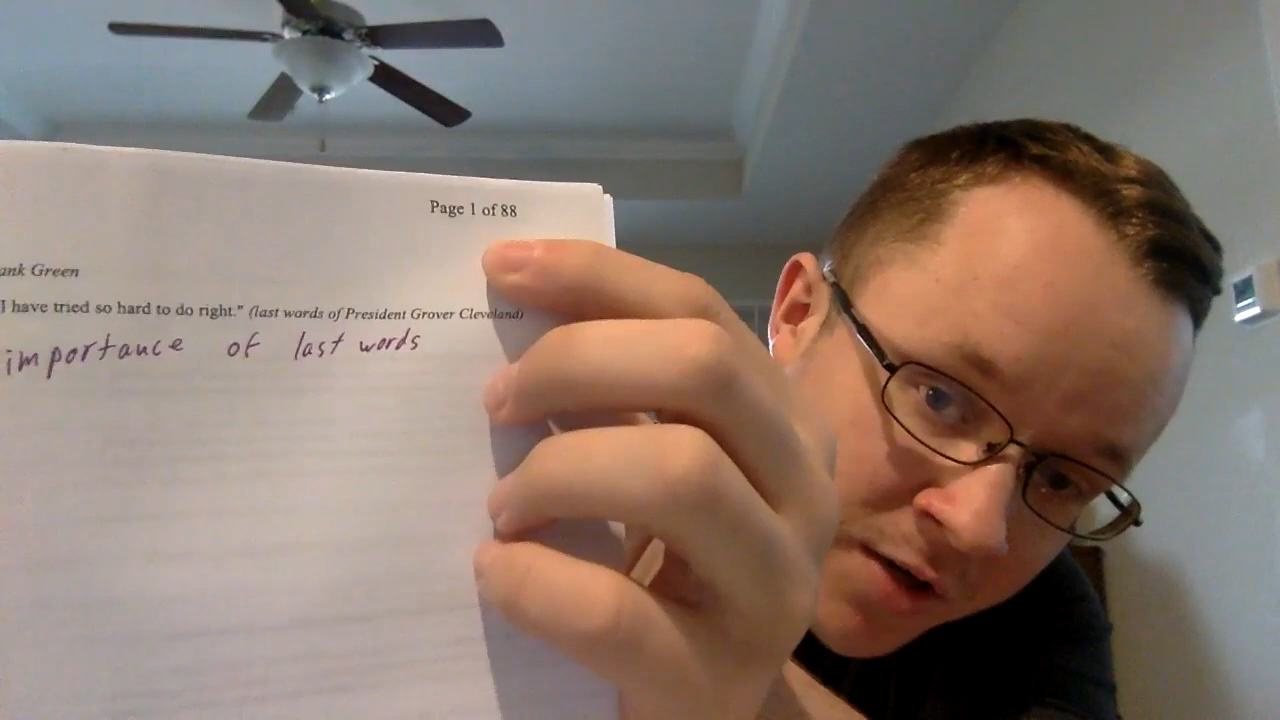 Page 1 of 88
ank Green
I have tried so hard to do right." (last words of President Grover Cleveland)
importance of last words